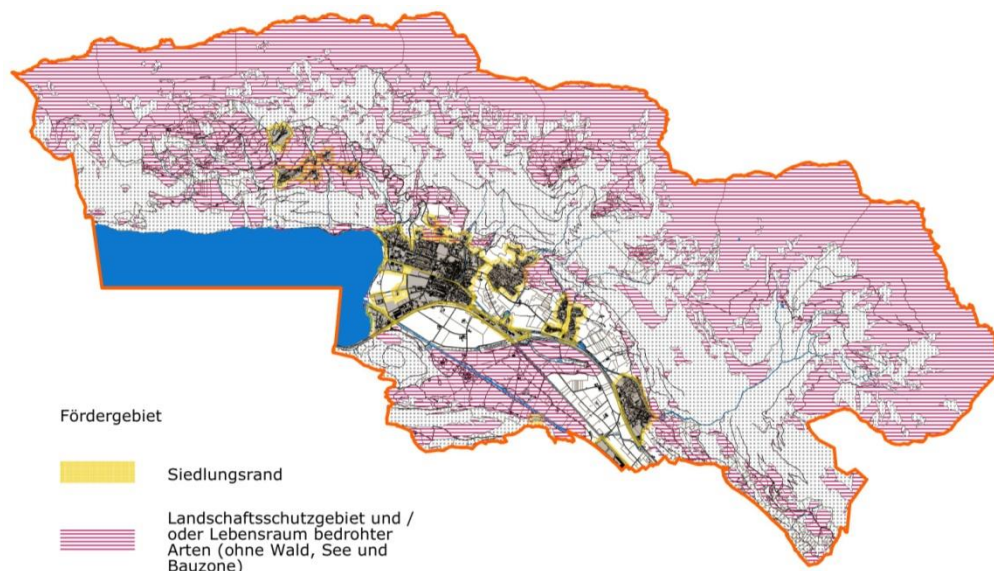 Fördergebiet
Siedlungsrand
Landschaftsschutzgebiet und /
oder Lebensraum bedrohter
Arten (ohne Wald, See und
Bauzone)